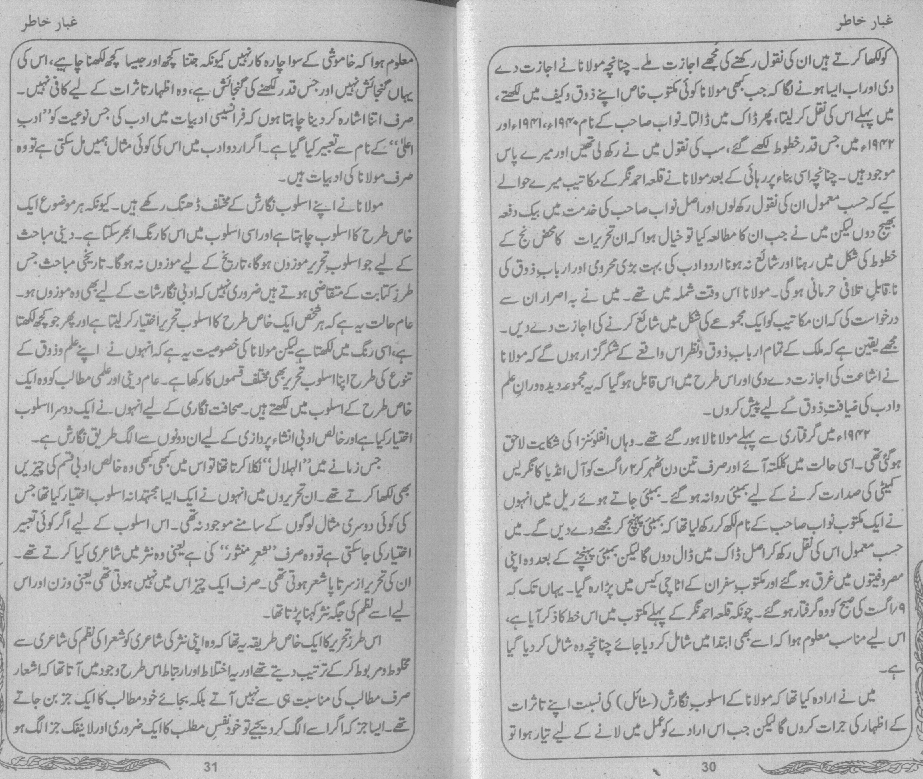 غبار خاطر
کو لکھا کرتے ہیں ان کی نقول رکھنے کی مجھے اجازت ملے۔ چنانچہ مولانا نے اجازت دے
دی اور اب ایسا ہونے لگا کہ جب بھی مولانا کوئی مکتوب خاص اپنے ذوق و کیف میں لکھتے،
میں پہلے اس کی نقل کر لیتا، پھر ڈاک میں ڈالتا۔ نواب صاحب کے نام ۱۹۴۰ء، ۱۹۴۱ء اور
۱۹۴۲ء میں جس قدر خطوط لکھے گئے، سب کی نقول میں نے رکھ لی تھیں اور میرے پاس
موجود ہیں۔ چنانچہ اسی بناء پر رہائی کے بعد مولانا نے قلعہ احمد نگر کے مکاتیب میرے حوالے
کیے کہ حسب معمول ان کی نقول رکھ لوں اور اصل نواب صاحب کی خدمت میں بیک دفعہ
بھیج دوں لیکن میں نے جب ان کا مطالعہ کیا تو خیال ہوا کہ ان تحریرات کا محض نج کے
خطوط کی شکل میں رہنا اور شائع نہ ہونا اردو ادب کی بہت بڑی محرومی اور ارباب ذوق کی
ناقابلِ تلافی حرمانی ہوگی۔ مولانا اس وقت شملہ میں تھے۔ میں نے بہ اصرار ان سے
درخواست کی کہ ان مکاتیب کو ایک مجموعے کی شکل میں شائع کرنے کی اجازت دے دیں۔
مجھے یقین ہے کہ ملک کے تمام ارباب ذوق و نظر اس واقعے کے شکر گزار ہوں گے کہ مولانا
نے اشاعت کی اجازت دے دی اور اس طرح میں اس قابل ہو گیا کہ یہ مجموعہ دیدہ ورانِ علم
و ادب کی ضیافتِ ذوق کے لیے پیش کروں۔
۱۹۴۲ء میں گرفتاری سے پہلے مولانا لاہور گئے تھے۔ وہاں انفلوئنزا کی شکایت لاحق
ہو گئی تھی۔ اسی حالت میں کلکتہ آئے اور صرف تین دن ٹھہر کر ۲/اگست کو آل انڈیا کانگریس
کمیٹی کی صدارت کرنے کے لیے بمبئی روانہ ہو گئے۔ بمبئی جاتے ہوئے ریل میں انہوں
نے ایک مکتوب نواب صاحب کے نام لکھ کر رکھ لیا تھا کہ بمبئی پہنچ کر مجھے دے دیں گے۔ میں
حسب معمول اس کی نقل رکھ کر اصل ڈاک میں ڈال دوں گا لیکن بمبئی پہنچنے کے بعد وہ اپنی
مصروفیتوں میں غرق ہو گئے اور مکتوبِ سفر ان کے اٹاچی کیس میں پڑا رہ گیا۔ یہاں تک کہ
۹/اگست کی صبح کو وہ گرفتار ہو گئے۔ چونکہ قلعہ احمد نگر کے پہلے مکتوب میں اس خط کا ذکر آیا ہے،
اس لیے مناسب معلوم ہوا کہ اسے بھی ابتدا میں شامل کر دیا جائے چنانچہ وہ شامل کر دیا گیا
ہے۔
میں نے ارادہ کیا تھا کہ مولانا کے اسلوب نگارش (سٹائل) کی نسبت اپنے تاثرات
کے اظہار کی جرات کروں گا لیکن جب اس ارادے کو عمل میں لانے کے لیے تیار ہوا تو
30
غبار خاطر
معلوم ہوا کہ خاموشی کے سوا چارہ کار نہیں کیونکہ جتنا کچھ اور جیسا کچھ لکھنا چاہیے، اس کی
یہاں گنجائش نہیں اور جس قدر لکھنے کی گنجائش ہے، وہ اظہار تاثرات کے لیے کافی نہیں۔
صرف اتنا اشارہ کر دینا چاہتا ہوں کہ فرانسیسی ادبیات میں ادب کی جس نوعیت کو ”ادب
اعلیٰ“ کے نام سے تعبیر کیا گیا ہے۔ اگر اردو ادب میں اس کی کوئی مثال ہمیں مل سکتی ہے تو وہ
صرف مولانا کی ادبیات ہیں۔
مولانا نے اپنے اسلوب نگارش کے مختلف ڈھنگ رکھے ہیں۔ کیونکہ ہر موضوع ایک
خاص طرح کا اسلوب چاہتا ہے اور اسی اسلوب میں اس کا رنگ ابھر سکتا ہے۔ دینی مباحث
کے لیے جو اسلوب تحریر موزوں ہوگا، تاریخ کے لیے موزوں نہ ہوگا۔ تاریخی مباحث جس
طرز کتابت کے متقاضی ہوتے ہیں ضروری نہیں کہ ادبی نگارشات کے لیے بھی وہ موزوں ہو۔
عام حالت یہ ہے کہ ہر شخص ایک خاص طرح کا اسلوب تحریر اختیار کر لیتا ہے اور پھر جو کچھ لکھتا
ہے، اسی رنگ میں لکھتا ہے لیکن مولانا کی خصوصیت یہ ہے کہ انہوں نے اپنے علم و ذوق کے
تنوع کی طرح اپنا اسلوب تحریر بھی مختلف قسموں کا رکھا ہے۔ عام دینی اور علمی مطالب کو وہ ایک
خاص طرح کے اسلوب میں لکھتے ہیں۔ صحافت نگاری کے لیے انہوں نے ایک دوسرا اسلوب
اختیار کیا ہے اور خالص ادبی انشاء پردازی کے لیے ان دونوں سے الگ طریق نگارش ہے۔
جس زمانے میں ”الہلال“ نکلا کرتا تھا تو اس میں کبھی کبھی وہ خالص ادبی قسم کی چیزیں
بھی لکھا کرتے تھے۔ ان تحریروں میں انہوں نے ایک ایسا مجتہدانہ اسلوب اختیار کیا تھا جس
کی کوئی دوسری مثال لوگوں کے سامنے موجود نہ تھی۔ اس اسلوب کے لیے اگر کوئی تعبیر
اختیار کی جا سکتی ہے تو وہ صرف ”شعر منثور“ کی ہے یعنی وہ نثر میں شاعری کیا کرتے تھے۔
ان کی تحریر از سرتاپا شعر ہوتی تھی۔ صرف ایک چیز اس میں نہیں ہوتی تھی یعنی وزن اور اس
لیے اسے نظم کی جگہ نثر کہنا پڑتا تھا۔
اس طرز تحریر کا ایک خاص طریقہ یہ تھا کہ وہ اپنی نثر کی شاعری کو شعرا کی نظم کی شاعری سے
مخلوط و مربوط کر کے ترتیب دیتے تھے اور یہ اختلاط اور ارتباط اس طرح وجود میں آتا تھا کہ اشعار
صرف مطالب کی مناسبت ہی سے نہیں آتے بلکہ بجائے خود مطالب کا ایک جز بن جاتے
تھے۔ ایسا جز کہ اگر اسے الگ کر دیجیے تو خود نفسِ مطلب کا ایک ضروری اور لاینفک جز الگ ہو
31